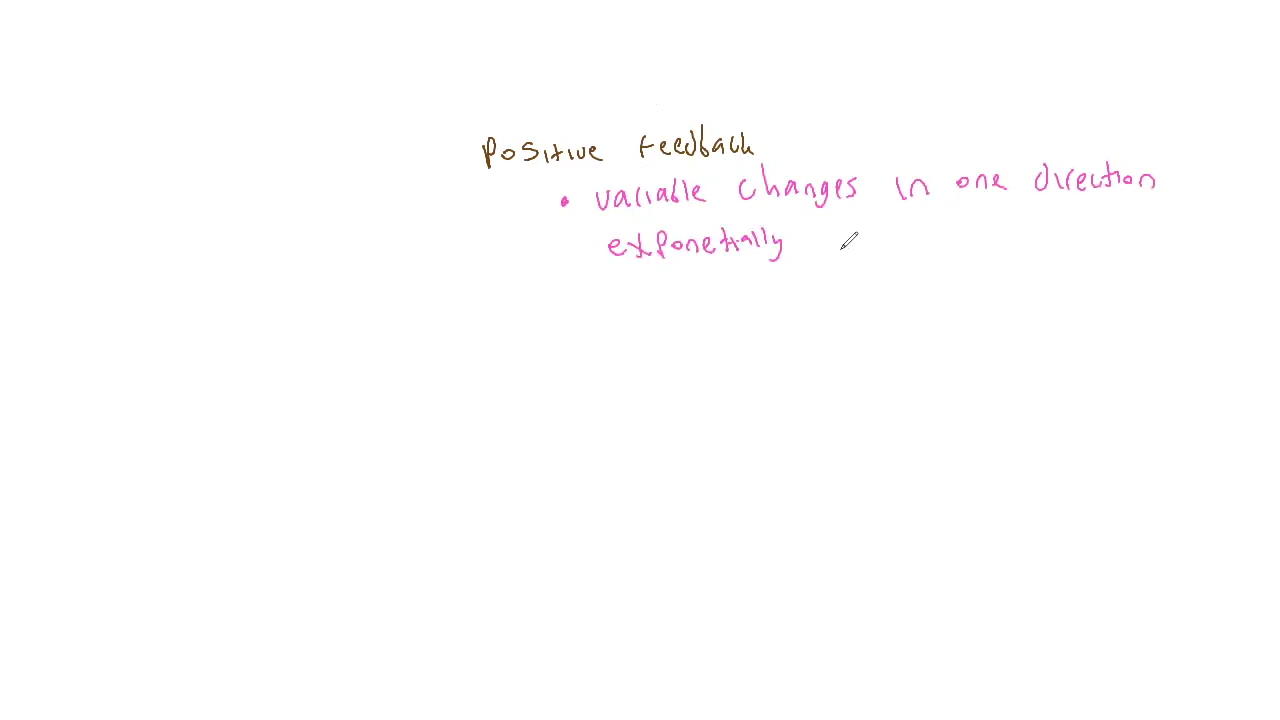 Positive Feedback
• variable changes in one direction
exponetially